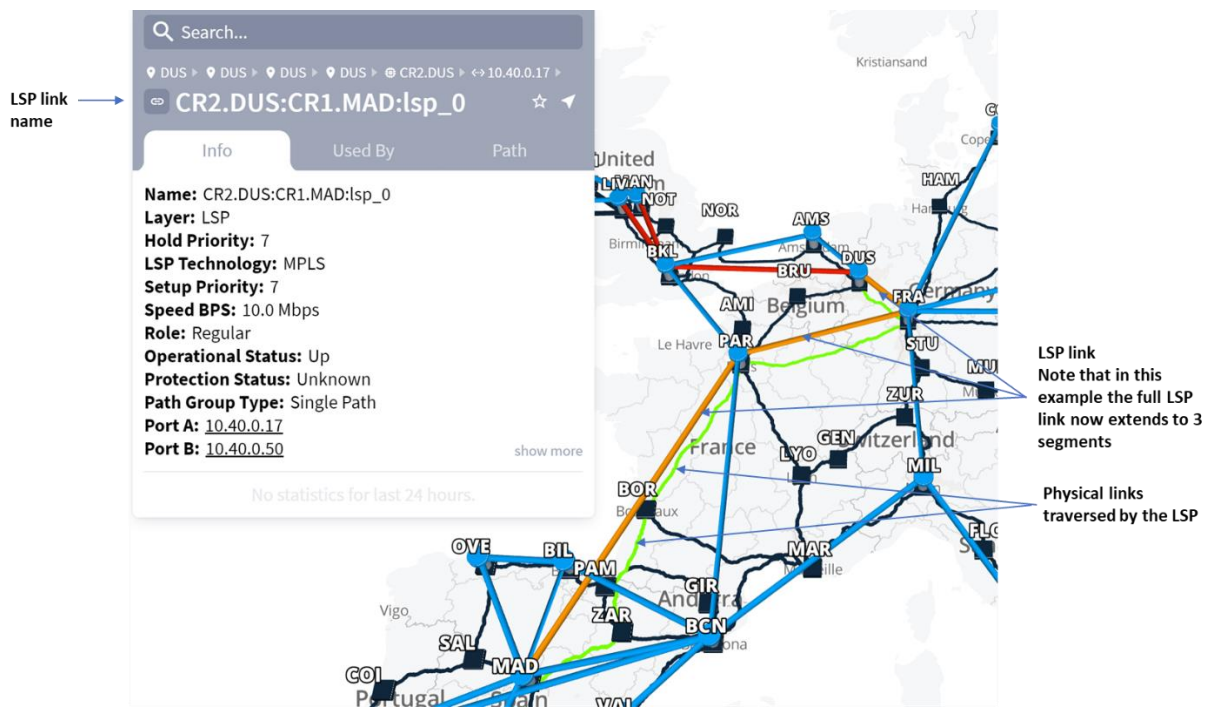 Search...
DUS DUS DUS DUS CR2.DUS 10.40.0.17
LSP link
name
CR2.DUS:CR1.MAD:lsp_0
Info Used By Path
Name: CR2.DUS:CR1.MAD:lsp_0
Layer: LSP
Hold Priority: 7
LSP Technology: MPLS
Setup Priority: 7
Speed BPS: 10.0 Mbps
Role: Regular
Operational Status: Up
Protection Status: Unknown
Path Group Type: Single Path
Port A: 10.40.0.17
Port B: 10.40.0.50
show more
No statistics for last 24 hours.
Kristiansand
United
NOT
HAM
NOR
AMS
BKL
DUS
BRU
Belgium
FRA
Germany
AMI
Le Havre
PAR
STU
ZUR
GEN
LYO
France
MIL
BOR
MAR
OVE
BIL
PAM
GIR
Vigo
ZAR
BCN
SAL
MAD
COI
Portugal
Spain
LSP link
Note that in this
example the full LSP
link now extends to 3
segments
Physical links
traversed by the LSP